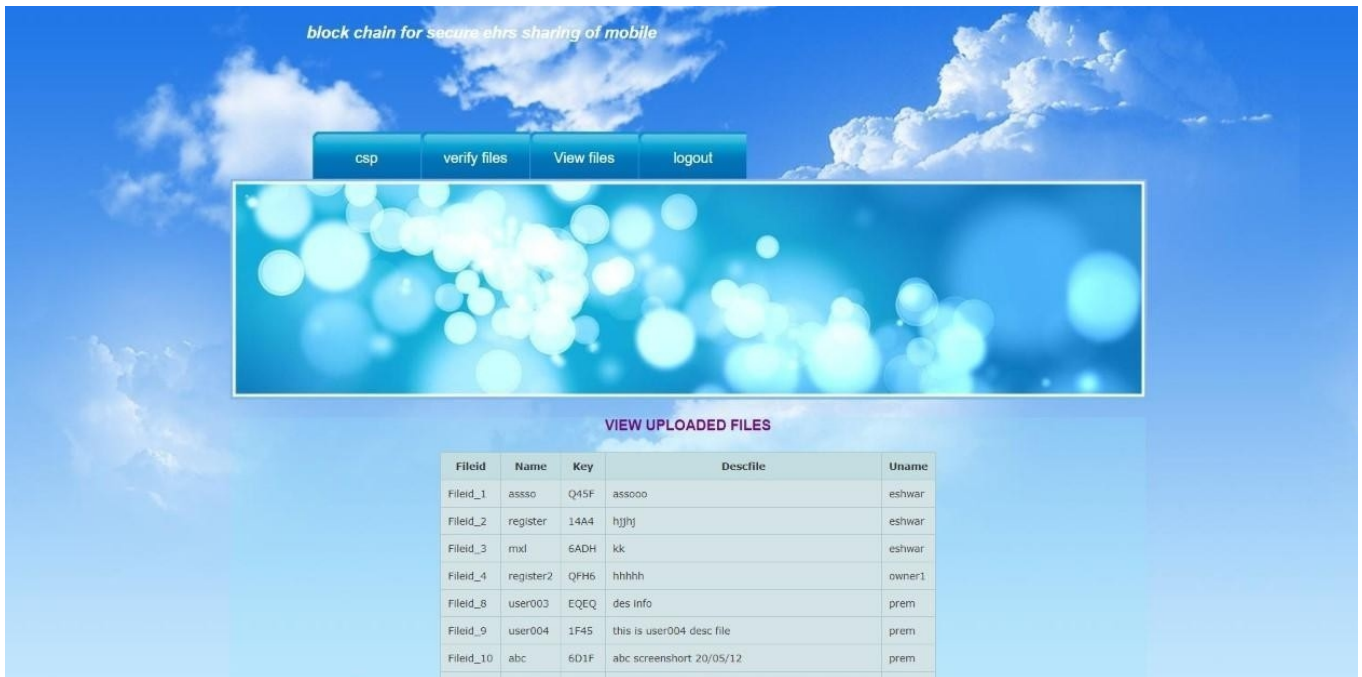 block chain for secure ehrs sharing of mobile
csp verify files View files logout
VIEW UPLOADED FILES
Fileid Name Key Descfile Uname
Fileid_1 assso Q45F assooo eshwar
Fileid_2 register 14A4 hjjhj eshwar
Fileid_3 mxl 6ADH kk eshwar
Fileid_4 register2 QFH6 hhhhh owner1
Fileid_8 user003 EQEQ des info prem
Fileid_9 user004 1F45 this is user004 desc file prem
Fileid_10 abc 6D1F abc screenshort 20/05/12 prem